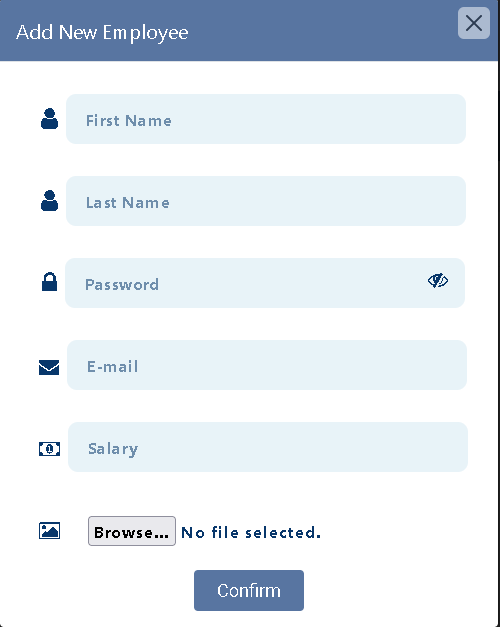 Add New Employee
First Name
Last Name
Password
E-mail
Salary
Browse... No file selected.
Confirm